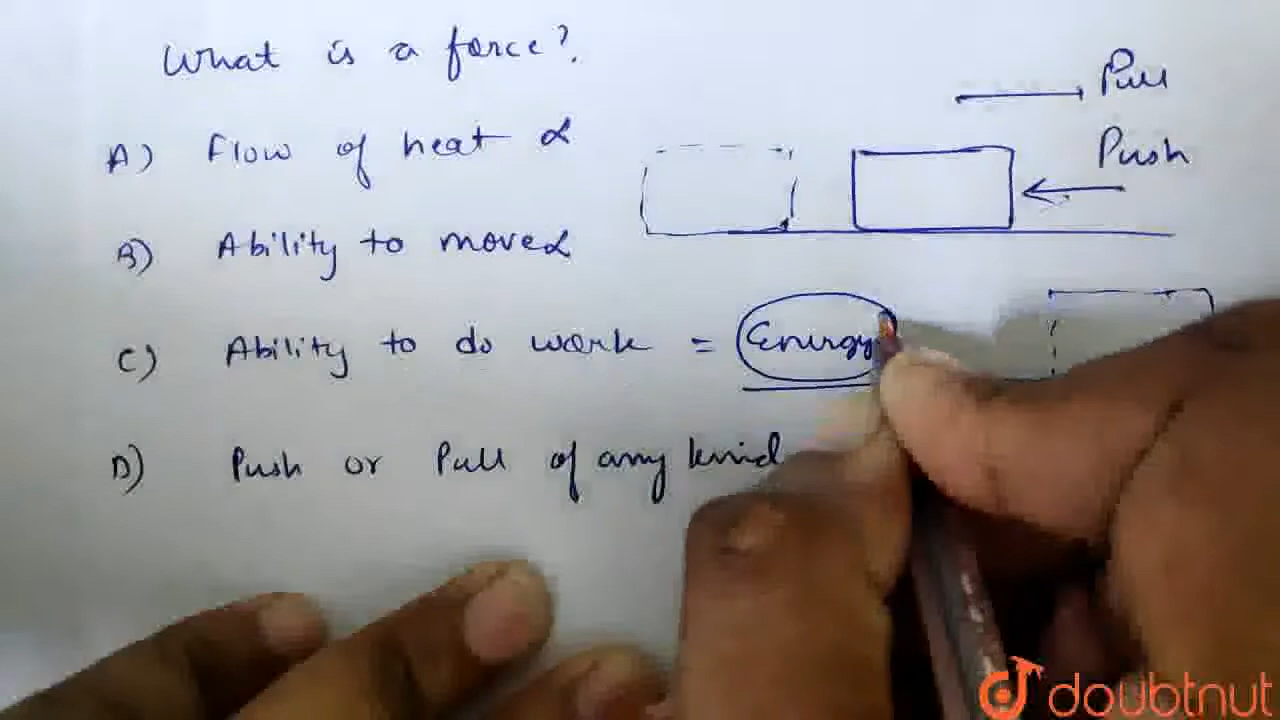 What is a force?
A) Flow of heat
B) Ability to move
C) Ability to do work = Energy
D) Push or Pull of any kind
Pull
Push
doubtnut